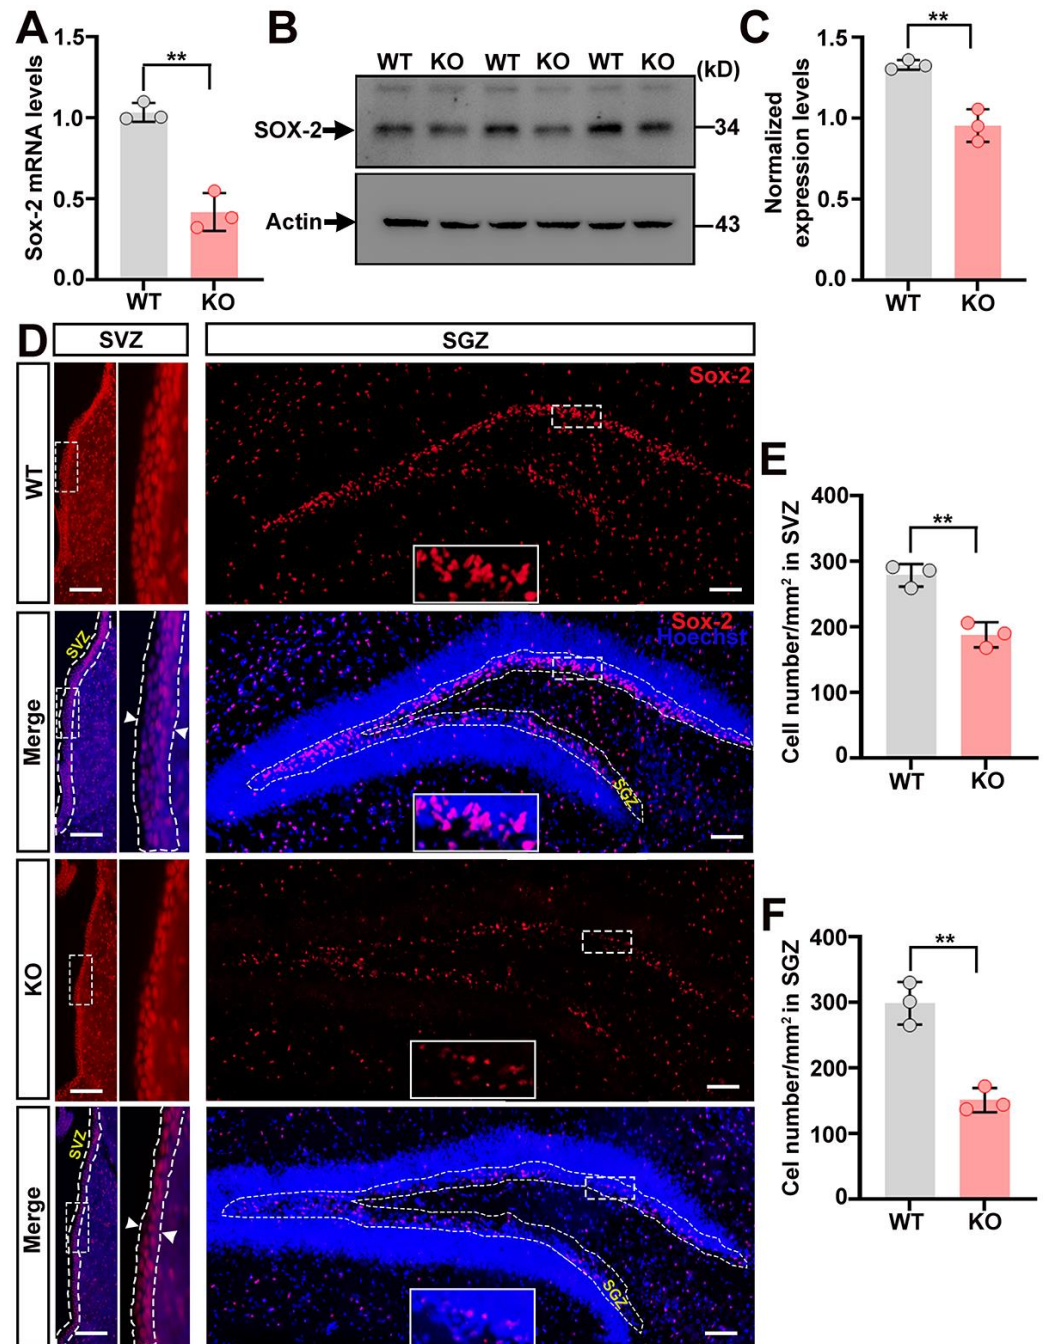 A
Sox-2 mRNA levels
1.5
1.0
0.5
0.0
**
WT KO
B
WT KO WT KO WT KO (kD)
SOX-2
34
Actin
43
C
Normalized
expression levels
1.5
1.0
0.5
0.0
**
WT KO
D
SVZ SGZ
WT
Sox-2
Merge
SVZ
Sox-2
Hoechst
SGZ
KO
Merge
SVZ
SGZ
E
Cell number/mm² in SVZ
400
300
200
100
0
**
WT KO
F
Cel number/mm² in SGZ
400
300
200
100
0
**
WT KO